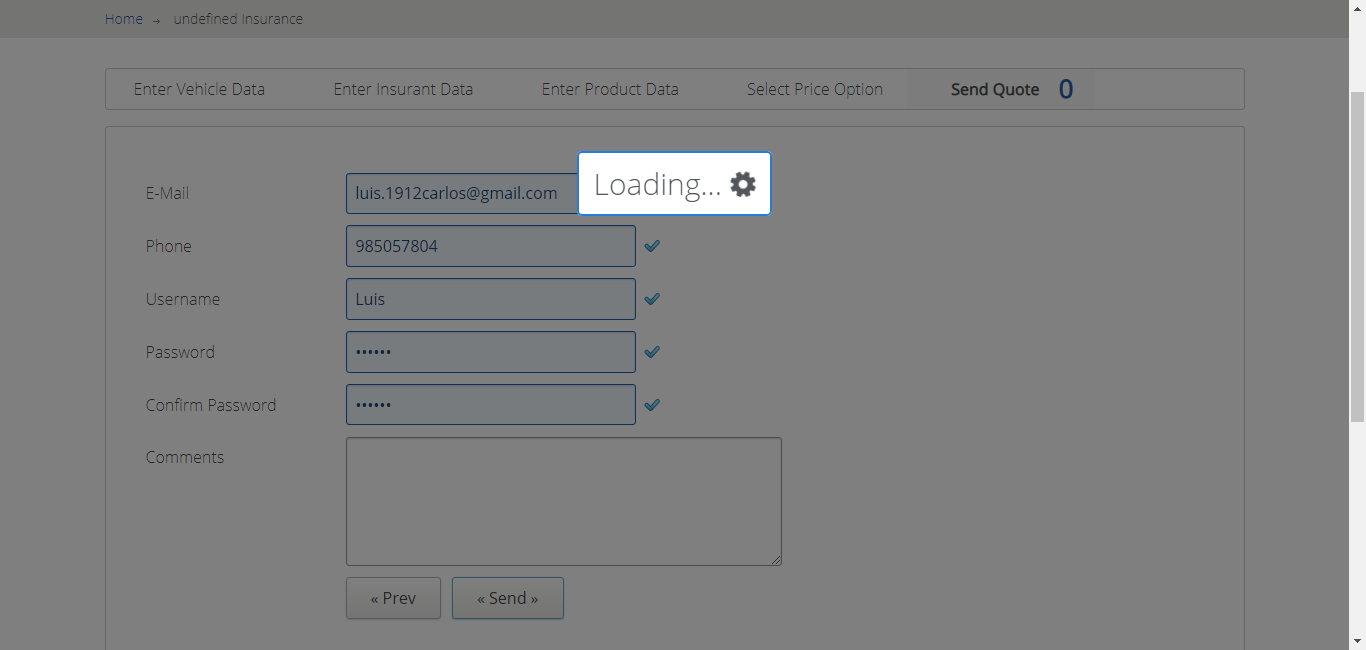 Home → undefined Insurance
Enter Vehicle Data Enter Insurant Data Enter Product Data Select Price Option Send Quote 0
Loading...
E-Mail luis.1912carlos@gmail.com
Phone 985057804
Username Luis
Password ••••••
Confirm Password ••••••
Comments
« Prev « Send »